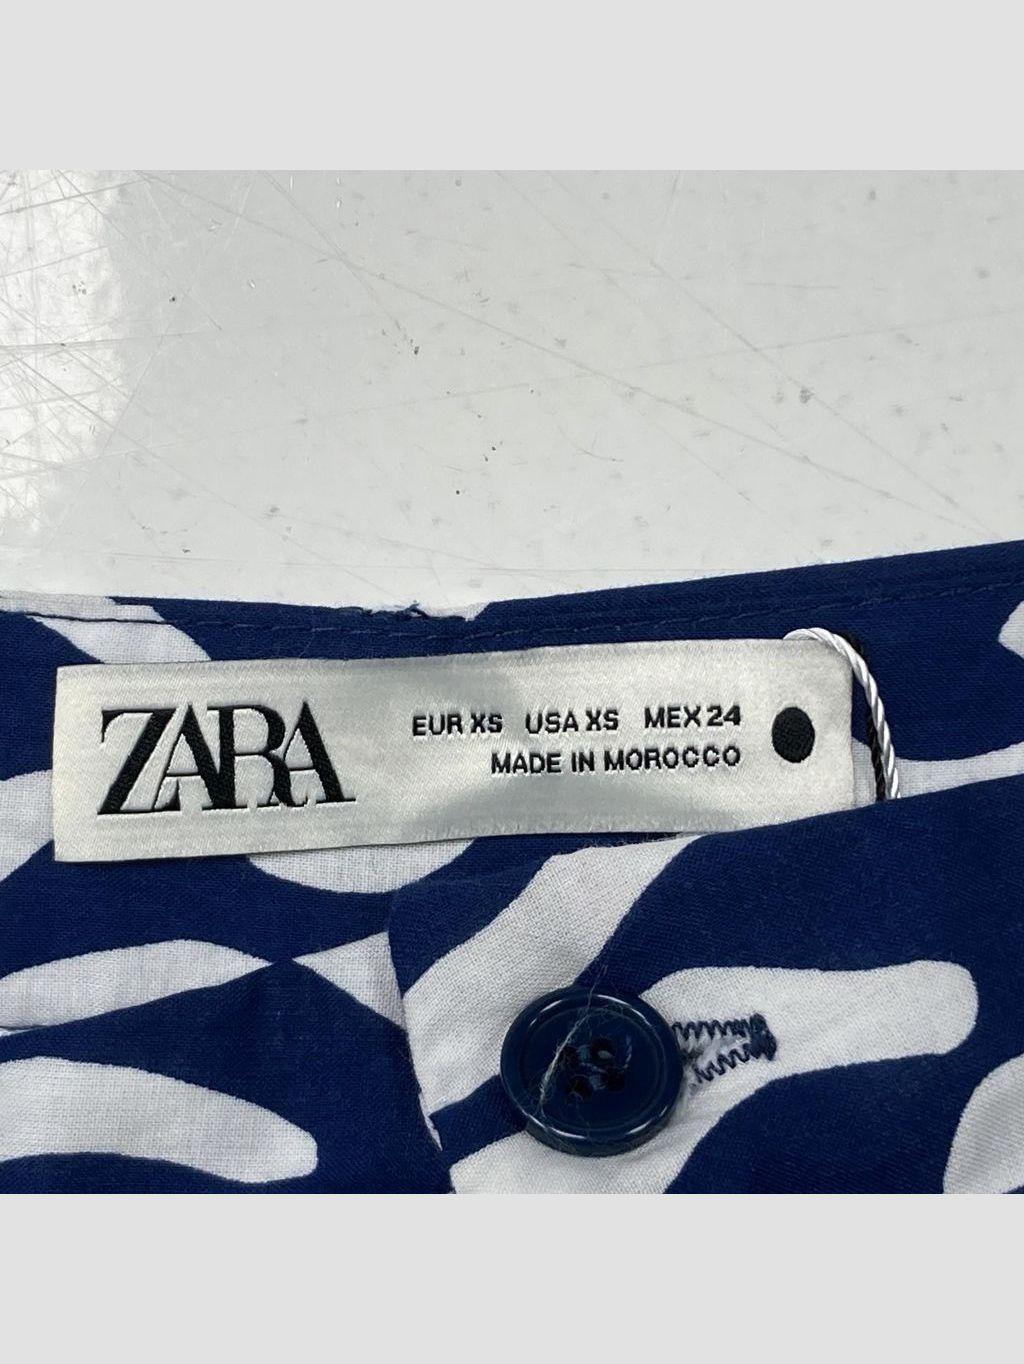 ZARA
EUR XS USA XS MEX 24
MADE IN MOROCCO